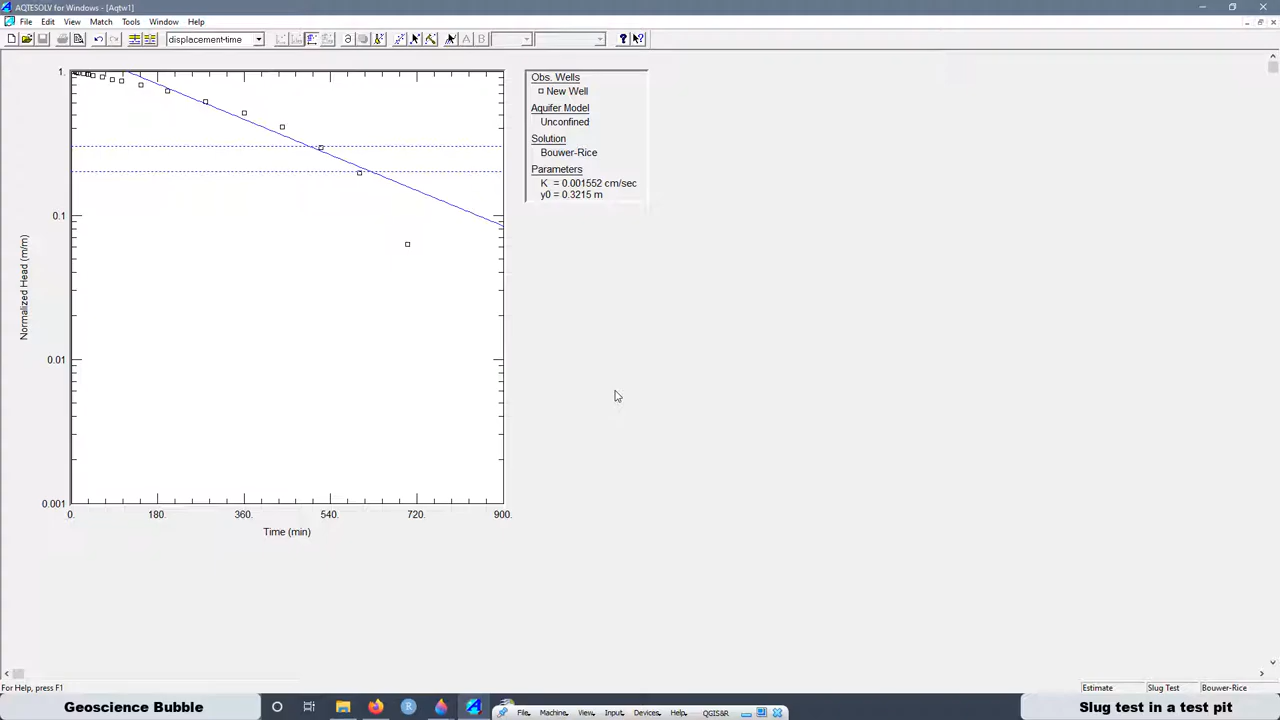 AQTESOLV for Windows - [Aqtw1]
File Edit View Match Tools Window Help
displacement-time
Obs. Wells
New Well
Aquifer Model
Unconfined
Solution
Bouwer-Rice
Parameters
K = 0.001552 cm/sec
y0 = 0.3215 m
1.
0.1
0.01
0.001
Normalized Head (m/m)
0. 180. 360. 540. 720. 900.
Time (min)
For Help, press F1
Estimate Slug Test Bouwer-Rice
Geoscience Bubble
File Machine View Input Devices Help QGIS&R
Slug test in a test pit